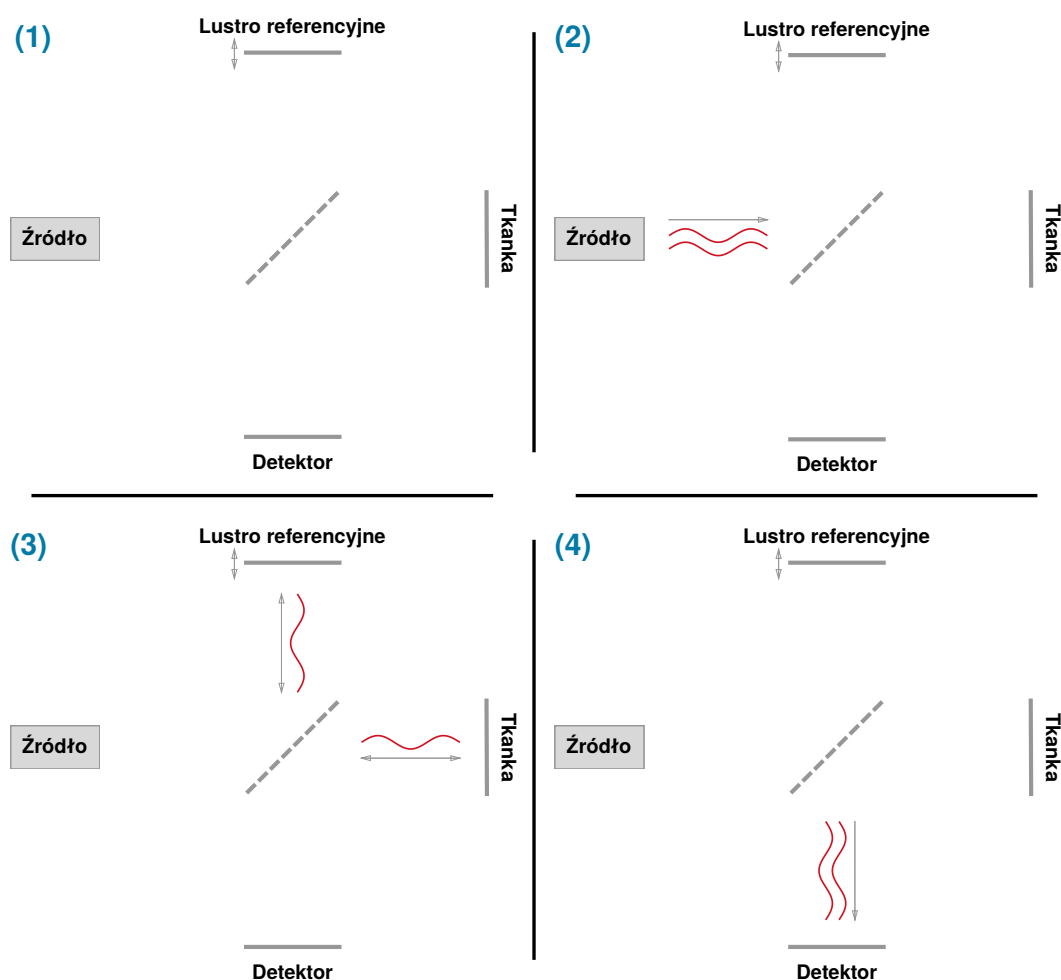 (1)
Lustro referencyjne
Źródło
Tkanka
Detektor
(2)
Lustro referencyjne
Źródło
Tkanka
Detektor
(3)
Lustro referencyjne
Źródło
Tkanka
Detektor
(4)
Lustro referencyjne
Źródło
Tkanka
Detektor